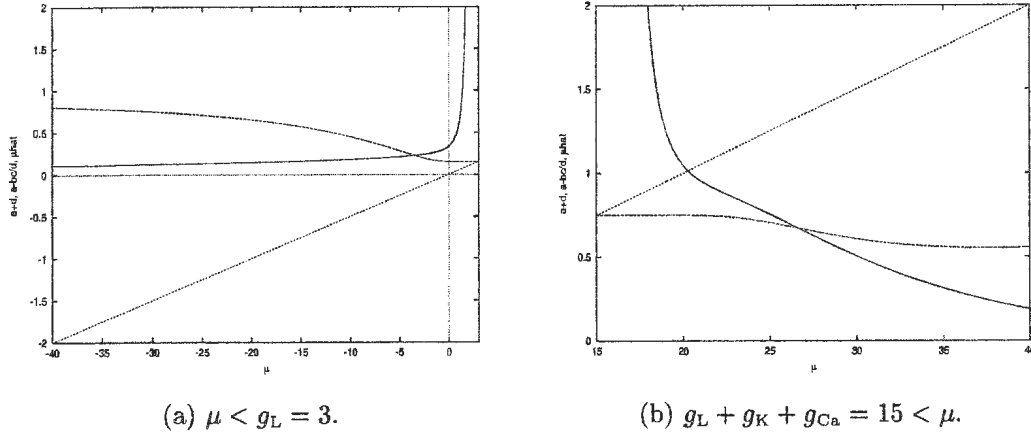 2
1.5
1
0.5
0
-0.5
-1
-1.5
-2
a+d, a-bc/d, μhat
-40 -35 -30 -25 -20 -15 -10 -5 0
μ
(a) μ < g_L = 3.
2
1.5
1
0.5
0
a+d, a-bc/d, μhat
15 20 25 30 35 40
μ
(b) g_L + g_K + g_Ca = 15 < μ.